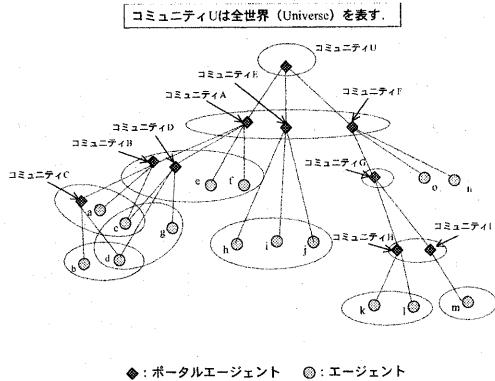 コミュニティUは全世界（Universe）を表す．
コミュニティU
コミュニティE
コミュニティA
コミュニティF
コミュニティD
コミュニティB
コミュニティC
コミュニティG
e
f
o
n
a
c
g
h
i
j
コミュニティH
コミュニティI
b
d
k
l
m
◆：ポータルエージェント
：エージェント